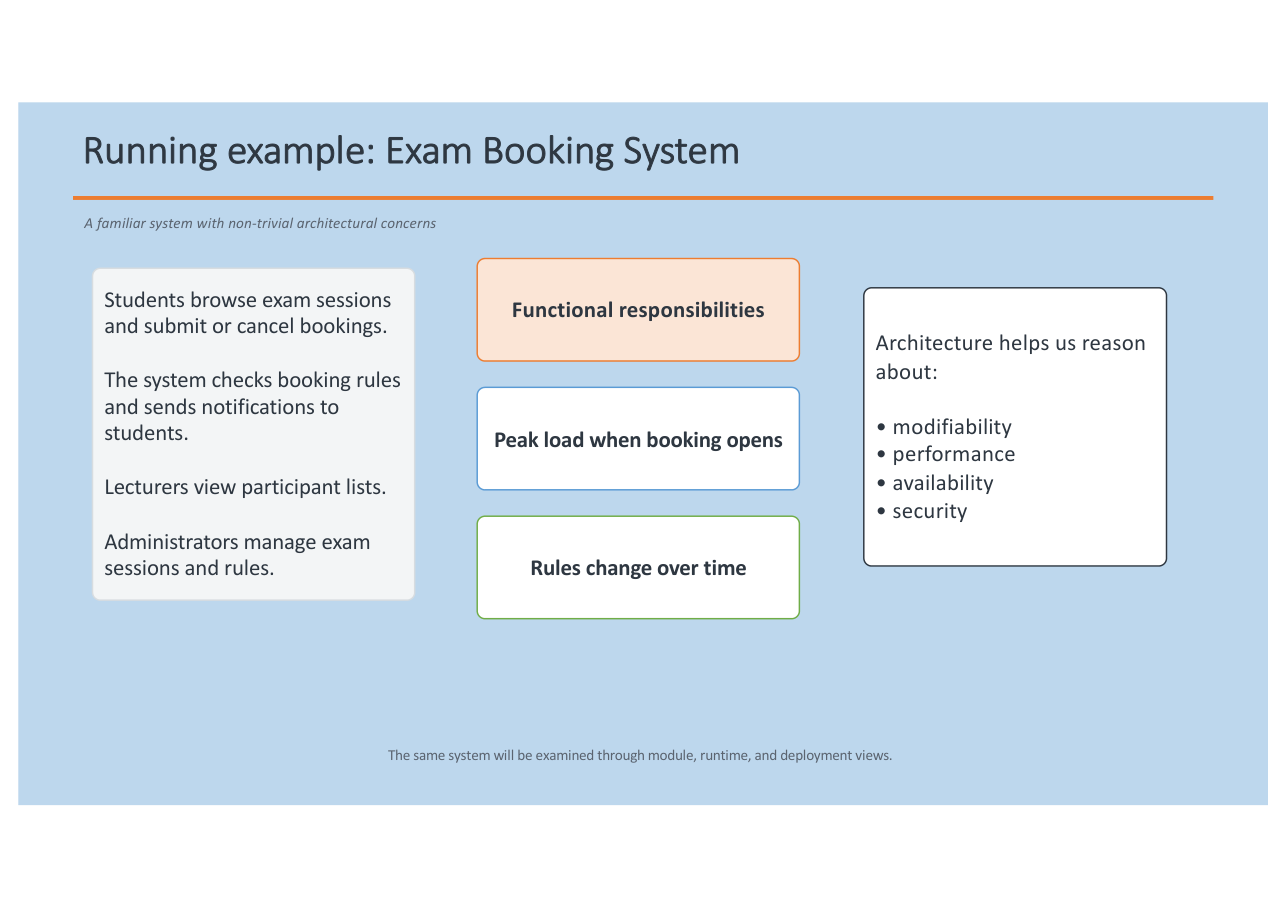 Running example: Exam Booking System
A familiar system with non-trivial architectural concerns
Students browse exam sessions
and submit or cancel bookings.
The system checks booking rules
and sends notifications to
students.
Lecturers view participant lists.
Administrators manage exam
sessions and rules.
Functional responsibilities
Peak load when booking opens
Rules change over time
Architecture helps us reason
about:
• modifiability
• performance
• availability
• security
The same system will be examined through module, runtime, and deployment views.